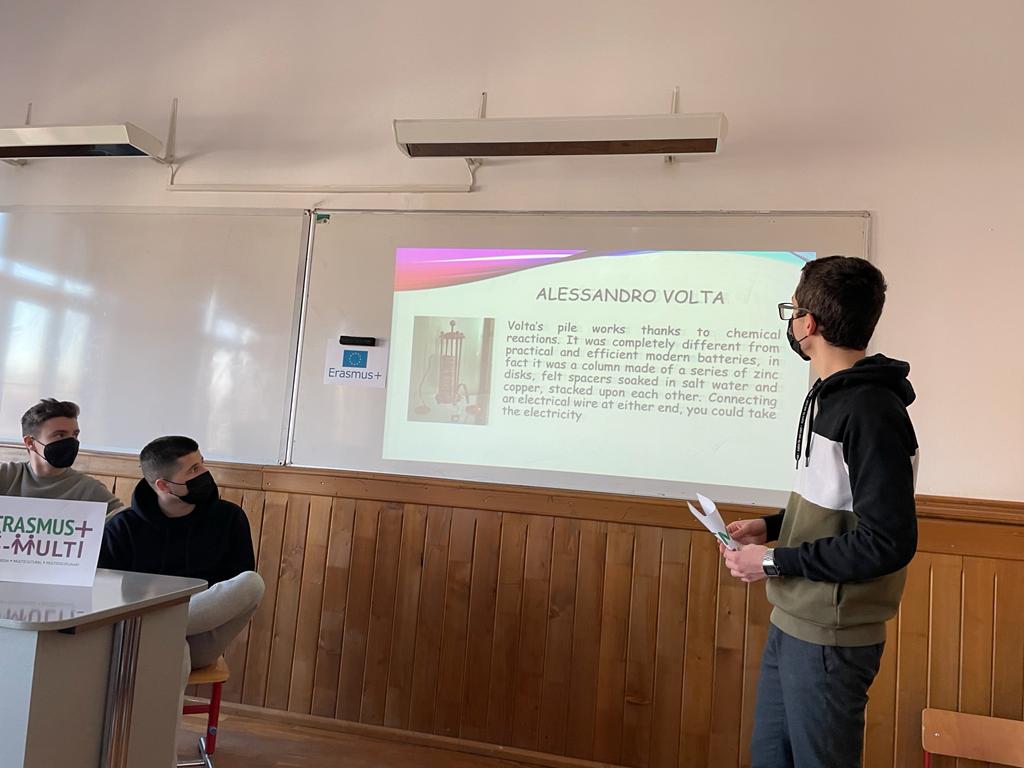 ALESSANDRO VOLTA
Volta's pile works thanks to chemical
reactions. It was completely different from
practical and efficient modern batteries, in
fact it was a column made of a series of zinc
disks, felt spacers soaked in salt water and
copper, stacked upon each other. Connecting
an electrical wire at either end, you could take
the electricity
Erasmus+
ERASMUS+
-MULTI
• MULTICULTURAL • MULTIDISCIPLINARY